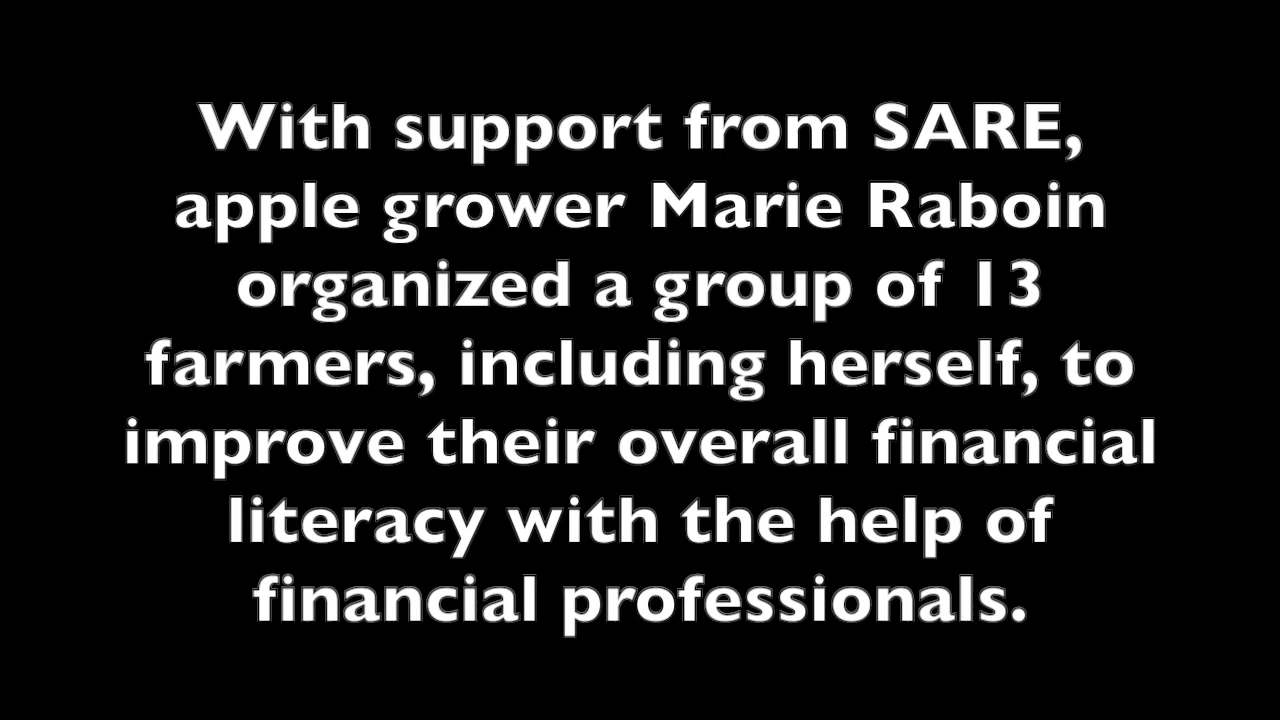 With support from SARE,
apple grower Marie Raboin
organized a group of 13
farmers, including herself, to
improve their overall financial
literacy with the help of
financial professionals.